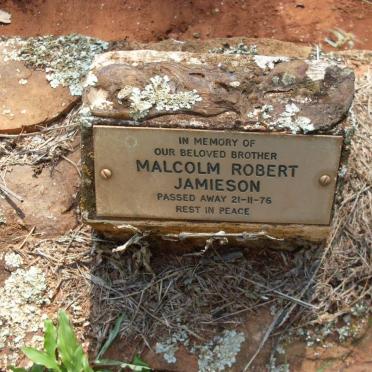 IN MEMORY OF
OUR BELOVED BROTHER
MALCOLM ROBERT
JAMIESON
PASSED AWAY 21-11-76
REST IN PEACE